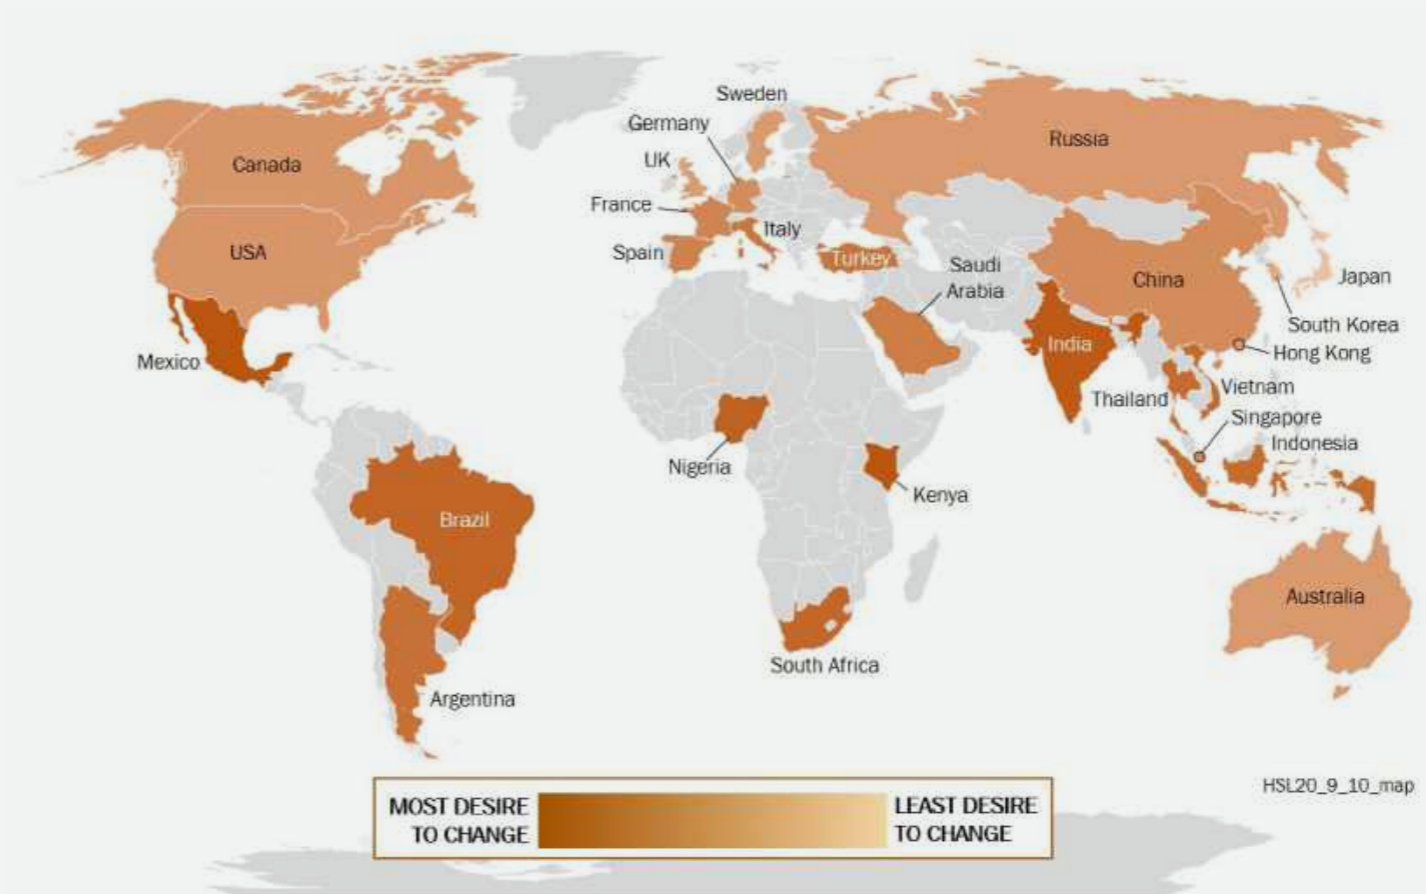 Sweden
Germany
UK
Russia
Canada
France
Italy
USA
Spain
Turkey
Saudi
Arabia
China
Japan
South Korea
India
Hong Kong
Mexico
Thailand
Vietnam
Singapore
Indonesia
Nigeria
Kenya
Brazil
Australia
South Africa
Argentina
HSL20_9_10_map
MOST DESIRE
TO CHANGE
LEAST DESIRE
TO CHANGE